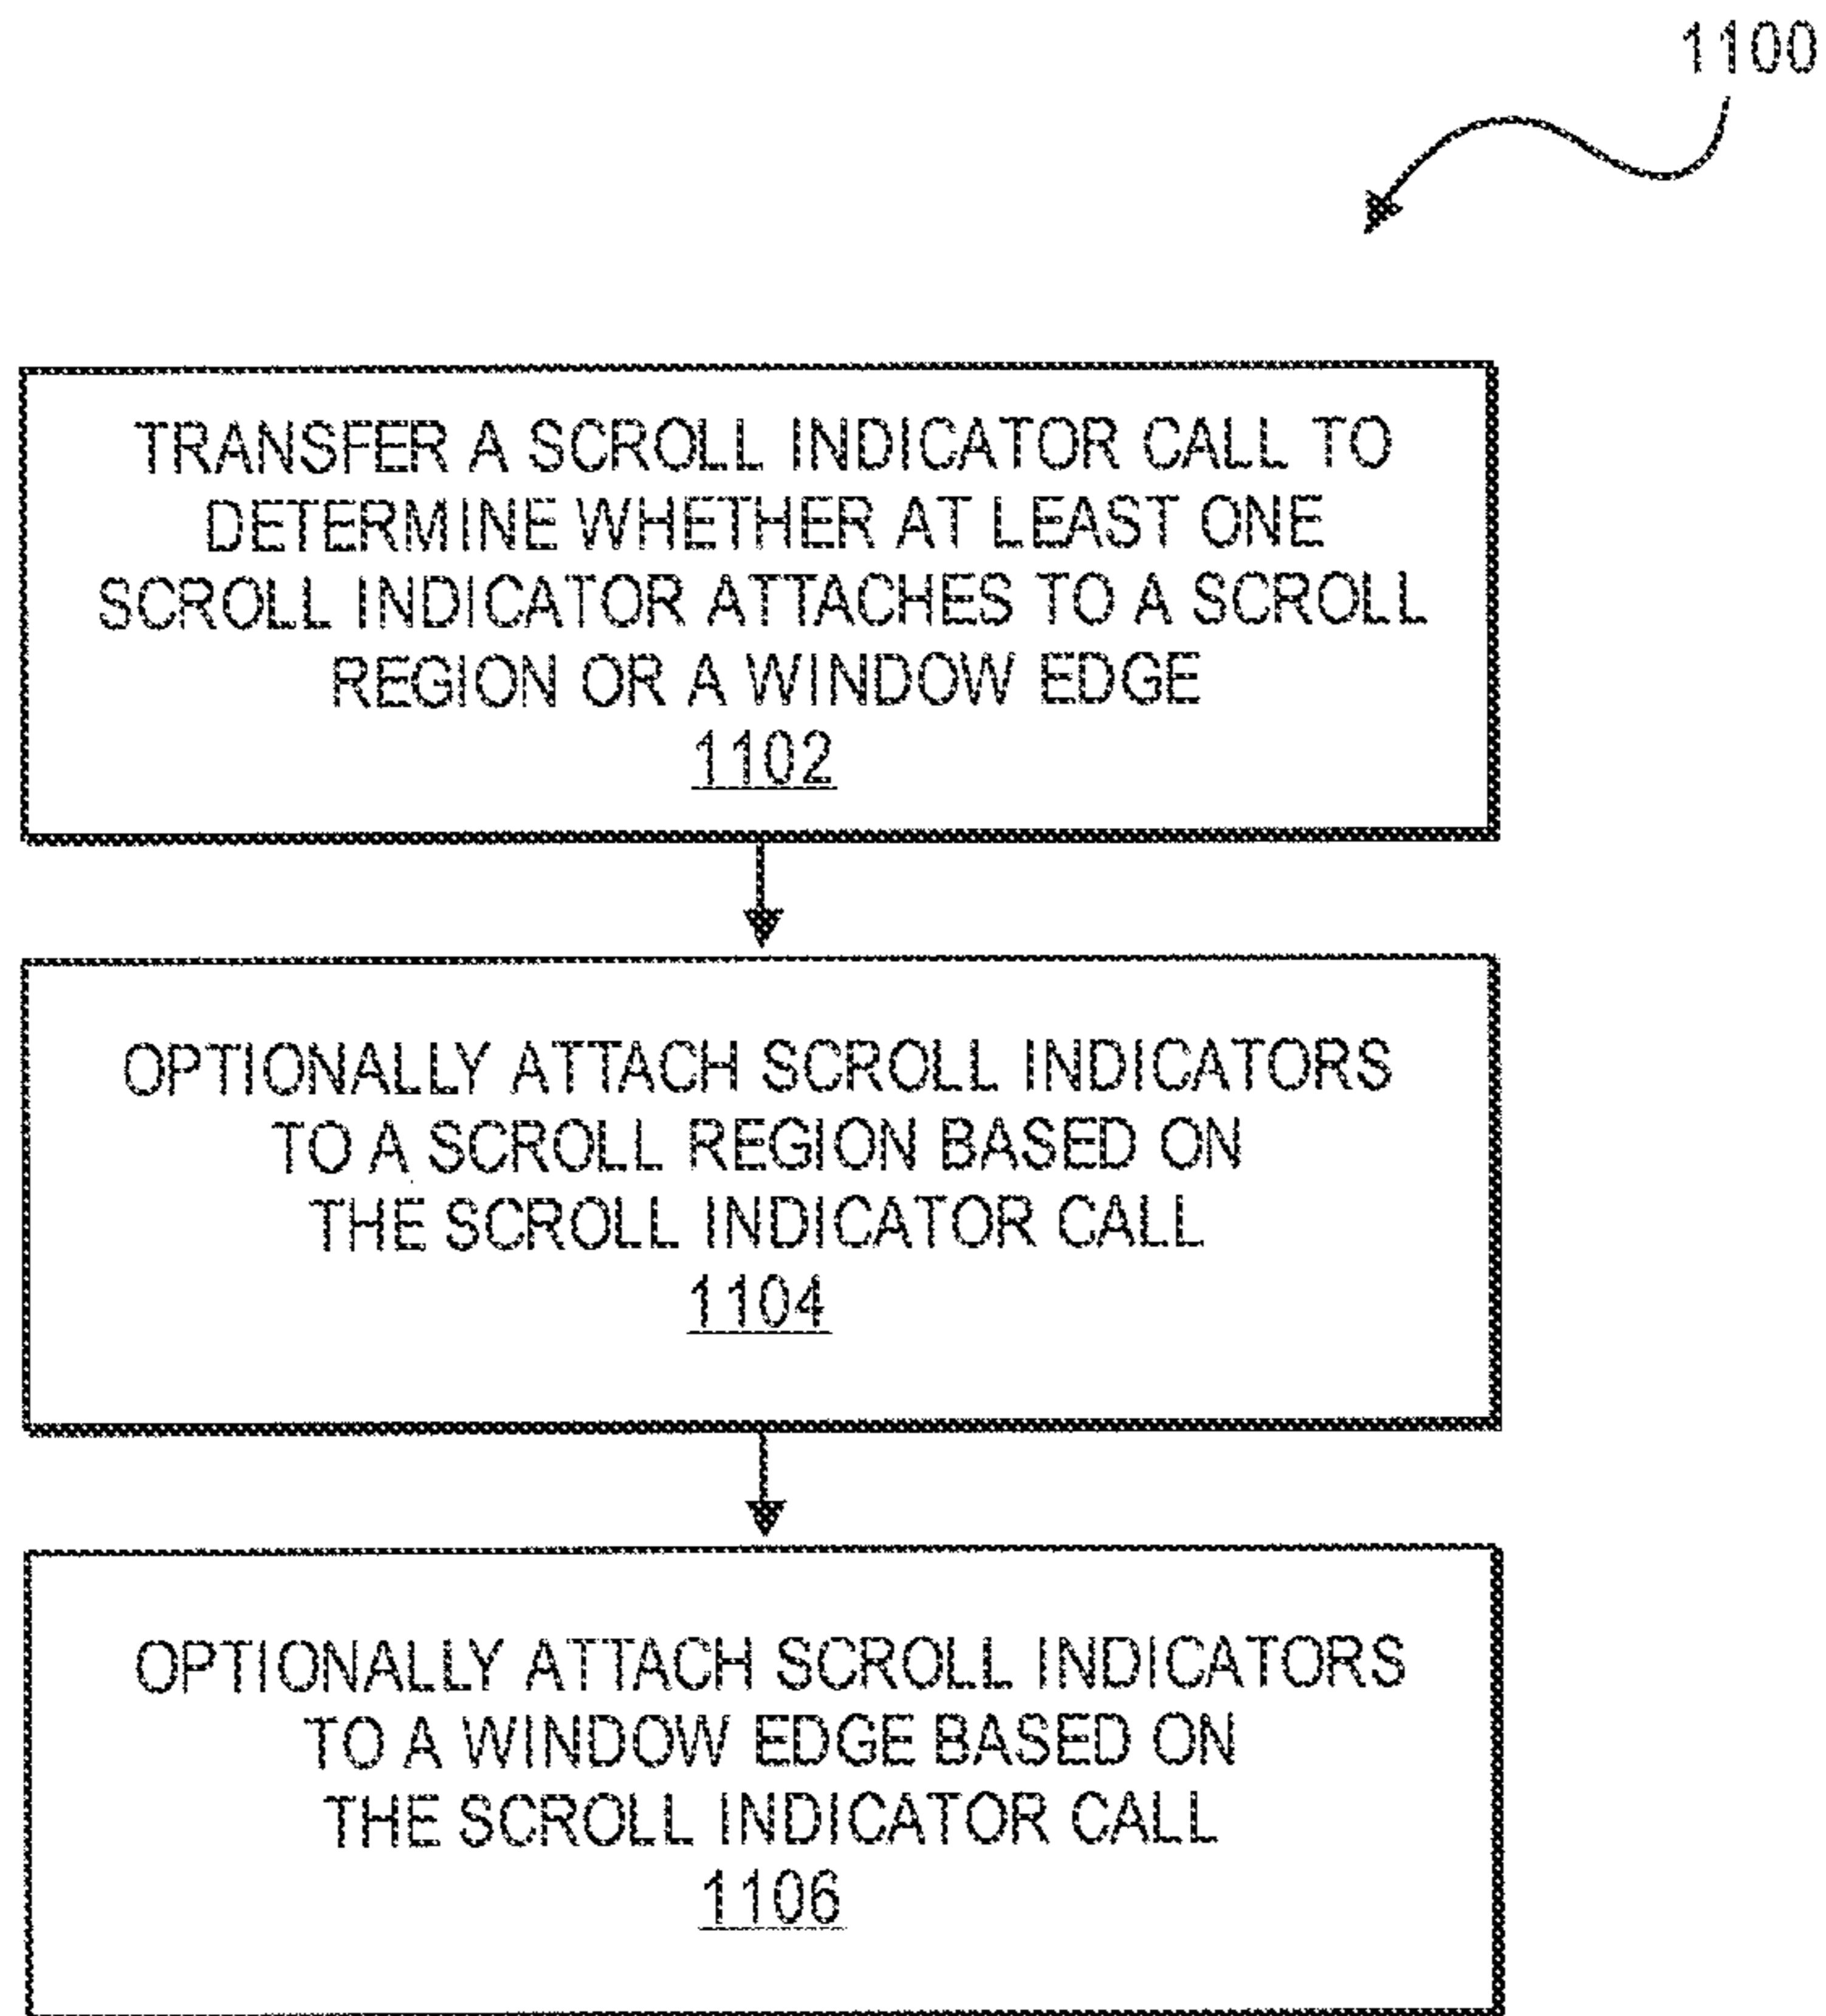 1100
TRANSFER A SCROLL INDICATOR CALL TO
DETERMINE WHETHER AT LEAST ONE
SCROLL INDICATOR ATTACHES TO A SCROLL
REGION OR A WINDOW EDGE
1102
OPTIONALLY ATTACH SCROLL INDICATORS
TO A SCROLL REGION BASED ON
THE SCROLL INDICATOR CALL
1104
OPTIONALLY ATTACH SCROLL INDICATORS
TO A WINDOW EDGE BASED ON
THE SCROLL INDICATOR CALL
1106